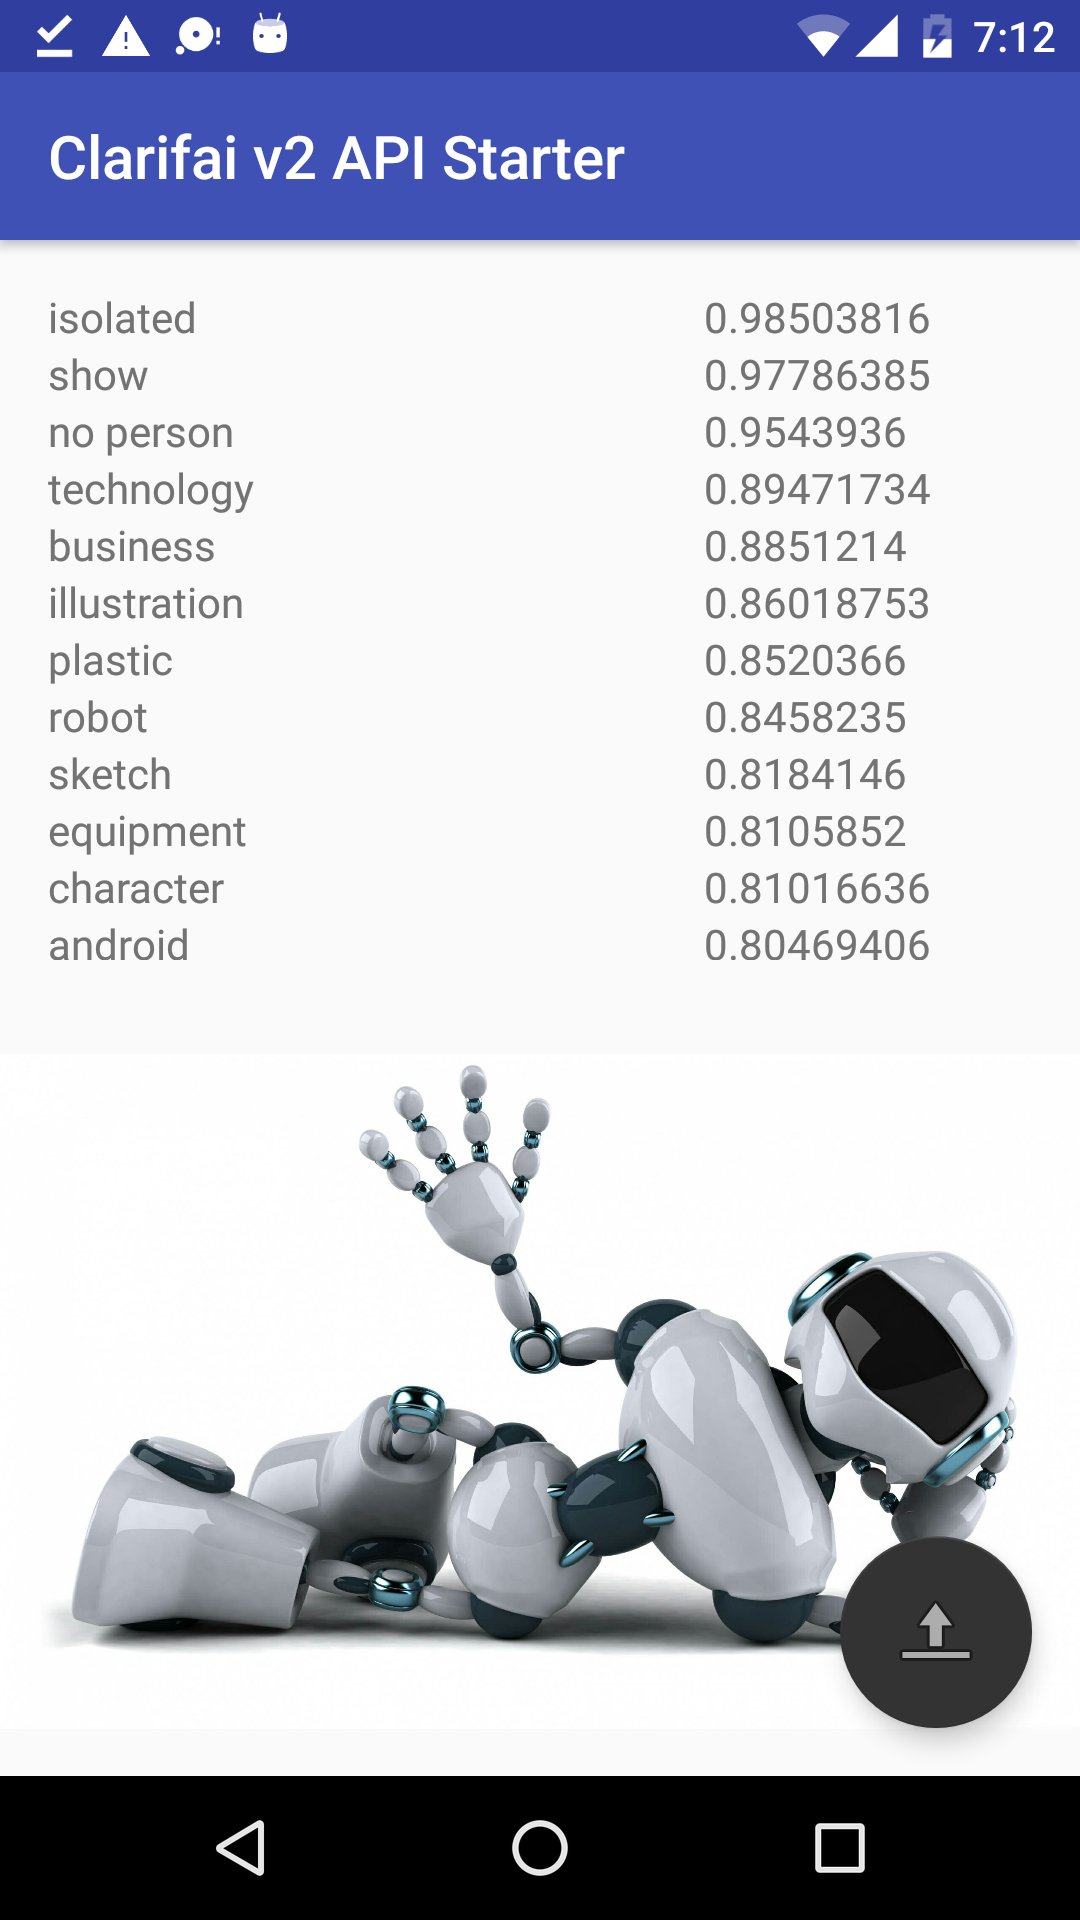 7:12
Clarifai v2 API Starter
isolated 0.98503816
show 0.97786385
no person 0.9543936
technology 0.89471734
business 0.8851214
illustration 0.86018753
plastic 0.8520366
robot 0.8458235
sketch 0.8184146
equipment 0.8105852
character 0.81016636
android 0.80469406